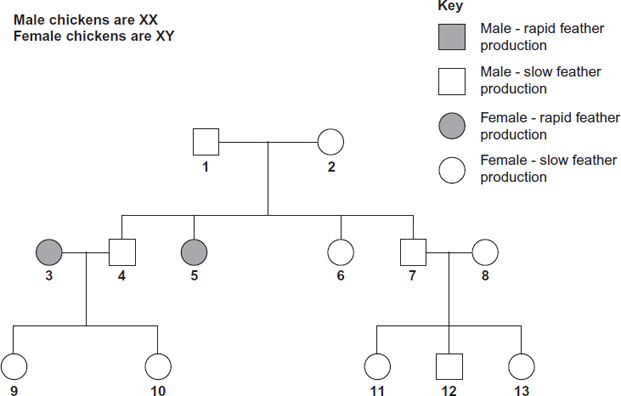 Male chickens are XX
Female chickens are XY
Key
Male - rapid feather
production
Male - slow feather
production
Female - rapid feather
production
Female - slow feather
production
1
2
3
4
5
6
7
8
9
10
11
12
13